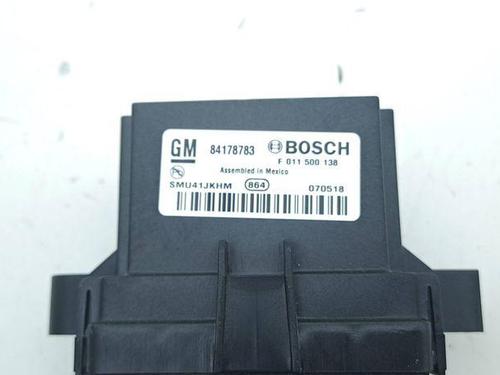 GM 84178783 BOSCH
F 011 500 138
Assembled in Mexico
SMU41JKHM 864 070518